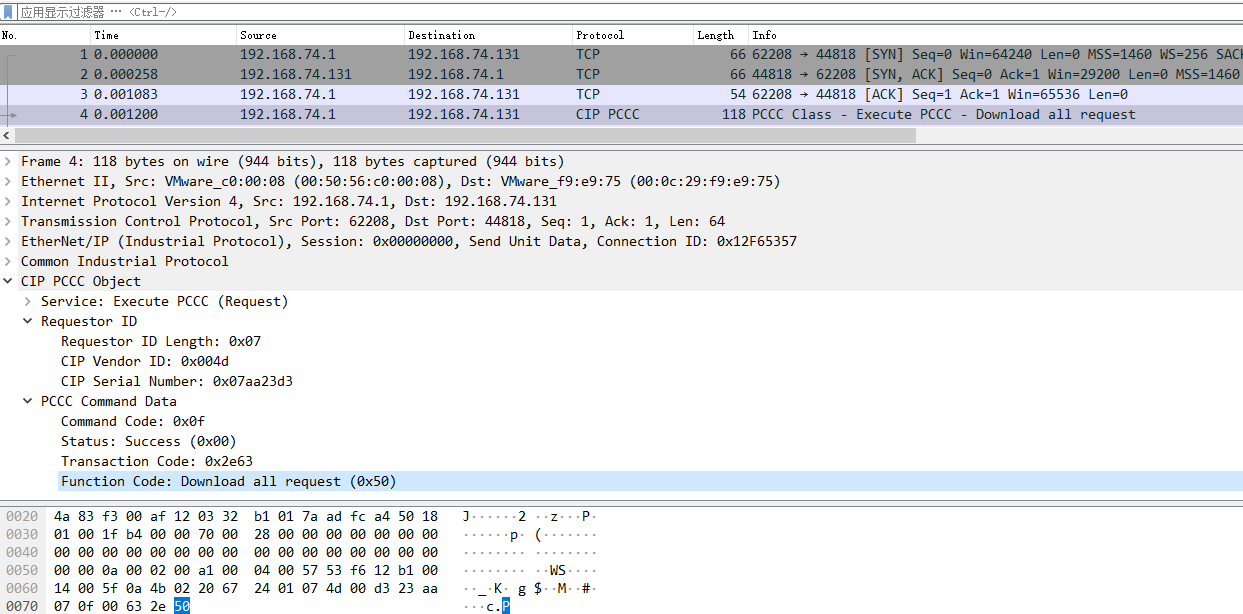 应用显示过滤器 … <Ctrl-/>
No. Time Source Destination Protocol Length Info
1 0.000000 192.168.74.1 192.168.74.131 TCP 66 62208 → 44818 [SYN] Seq=0 Win=64240 Len=0 MSS=1460 WS=256 SACK
2 0.000258 192.168.74.131 192.168.74.1 TCP 66 44818 → 62208 [SYN, ACK] Seq=0 Ack=1 Win=29200 Len=0 MSS=1460
3 0.001083 192.168.74.1 192.168.74.131 TCP 54 62208 → 44818 [ACK] Seq=1 Ack=1 Win=65536 Len=0
4 0.001200 192.168.74.1 192.168.74.131 CIP PCCC 118 PCCC Class - Execute PCCC - Download all request
Frame 4: 118 bytes on wire (944 bits), 118 bytes captured (944 bits)
Ethernet II, Src: VMware_c0:00:08 (00:50:56:c0:00:08), Dst: VMware_f9:e9:75 (00:0c:29:f9:e9:75)
Internet Protocol Version 4, Src: 192.168.74.1, Dst: 192.168.74.131
Transmission Control Protocol, Src Port: 62208, Dst Port: 44818, Seq: 1, Ack: 1, Len: 64
EtherNet/IP (Industrial Protocol), Session: 0x00000000, Send Unit Data, Connection ID: 0x12F65357
Common Industrial Protocol
CIP PCCC Object
Service: Execute PCCC (Request)
Requestor ID
Requestor ID Length: 0x07
CIP Vendor ID: 0x004d
CIP Serial Number: 0x07aa23d3
PCCC Command Data
Command Code: 0x0f
Status: Success (0x00)
Transaction Code: 0x2e63
Function Code: Download all request (0x50)
0020 4a 83 f3 00 af 12 03 32 b1 01 7a ad fc a4 50 18 J······2 ··z···P·
0030 01 00 1f b4 00 00 70 00 28 00 00 00 00 00 00 00 ······p· (·······
0040 00 00 00 00 00 00 00 00 00 00 00 00 00 00 00 00 ········ ········
0050 00 00 0a 00 02 00 a1 00 04 00 57 53 f6 12 b1 00 ········ ··WS····
0060 14 00 5f 0a 4b 02 20 67 24 01 07 4d 00 d3 23 aa ··_·K· g $··M··#·
0070 07 0f 00 63 2e 50 ···c.P